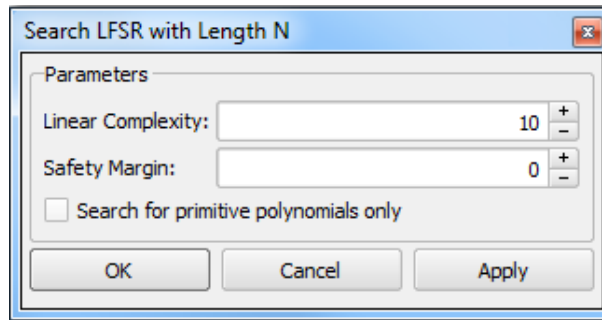 Search LFSR with Length N
Parameters
Linear Complexity: 10
Safety Margin: 0
Search for primitive polynomials only
OK Cancel Apply